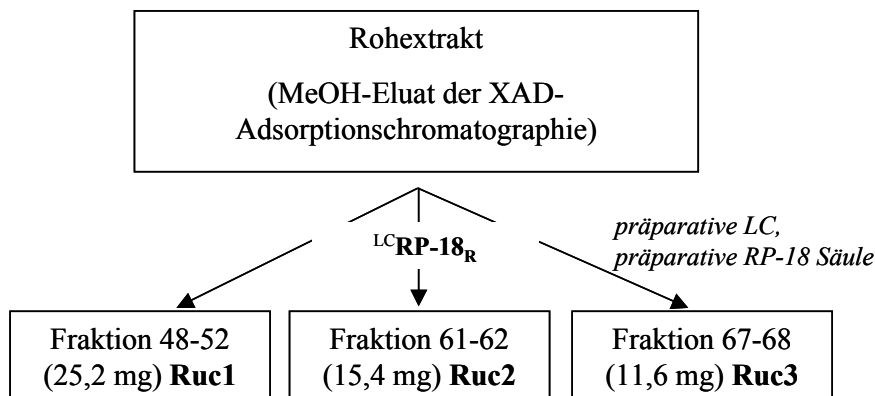 Rohextrakt
(MeOH-Eluat der XAD-
Adsorptionschromatographie)
LCRP-18R
präparative LC,
präparative RP-18 Säule
Fraktion 48-52
(25,2 mg) Ruc1
Fraktion 61-62
(15,4 mg) Ruc2
Fraktion 67-68
(11,6 mg) Ruc3